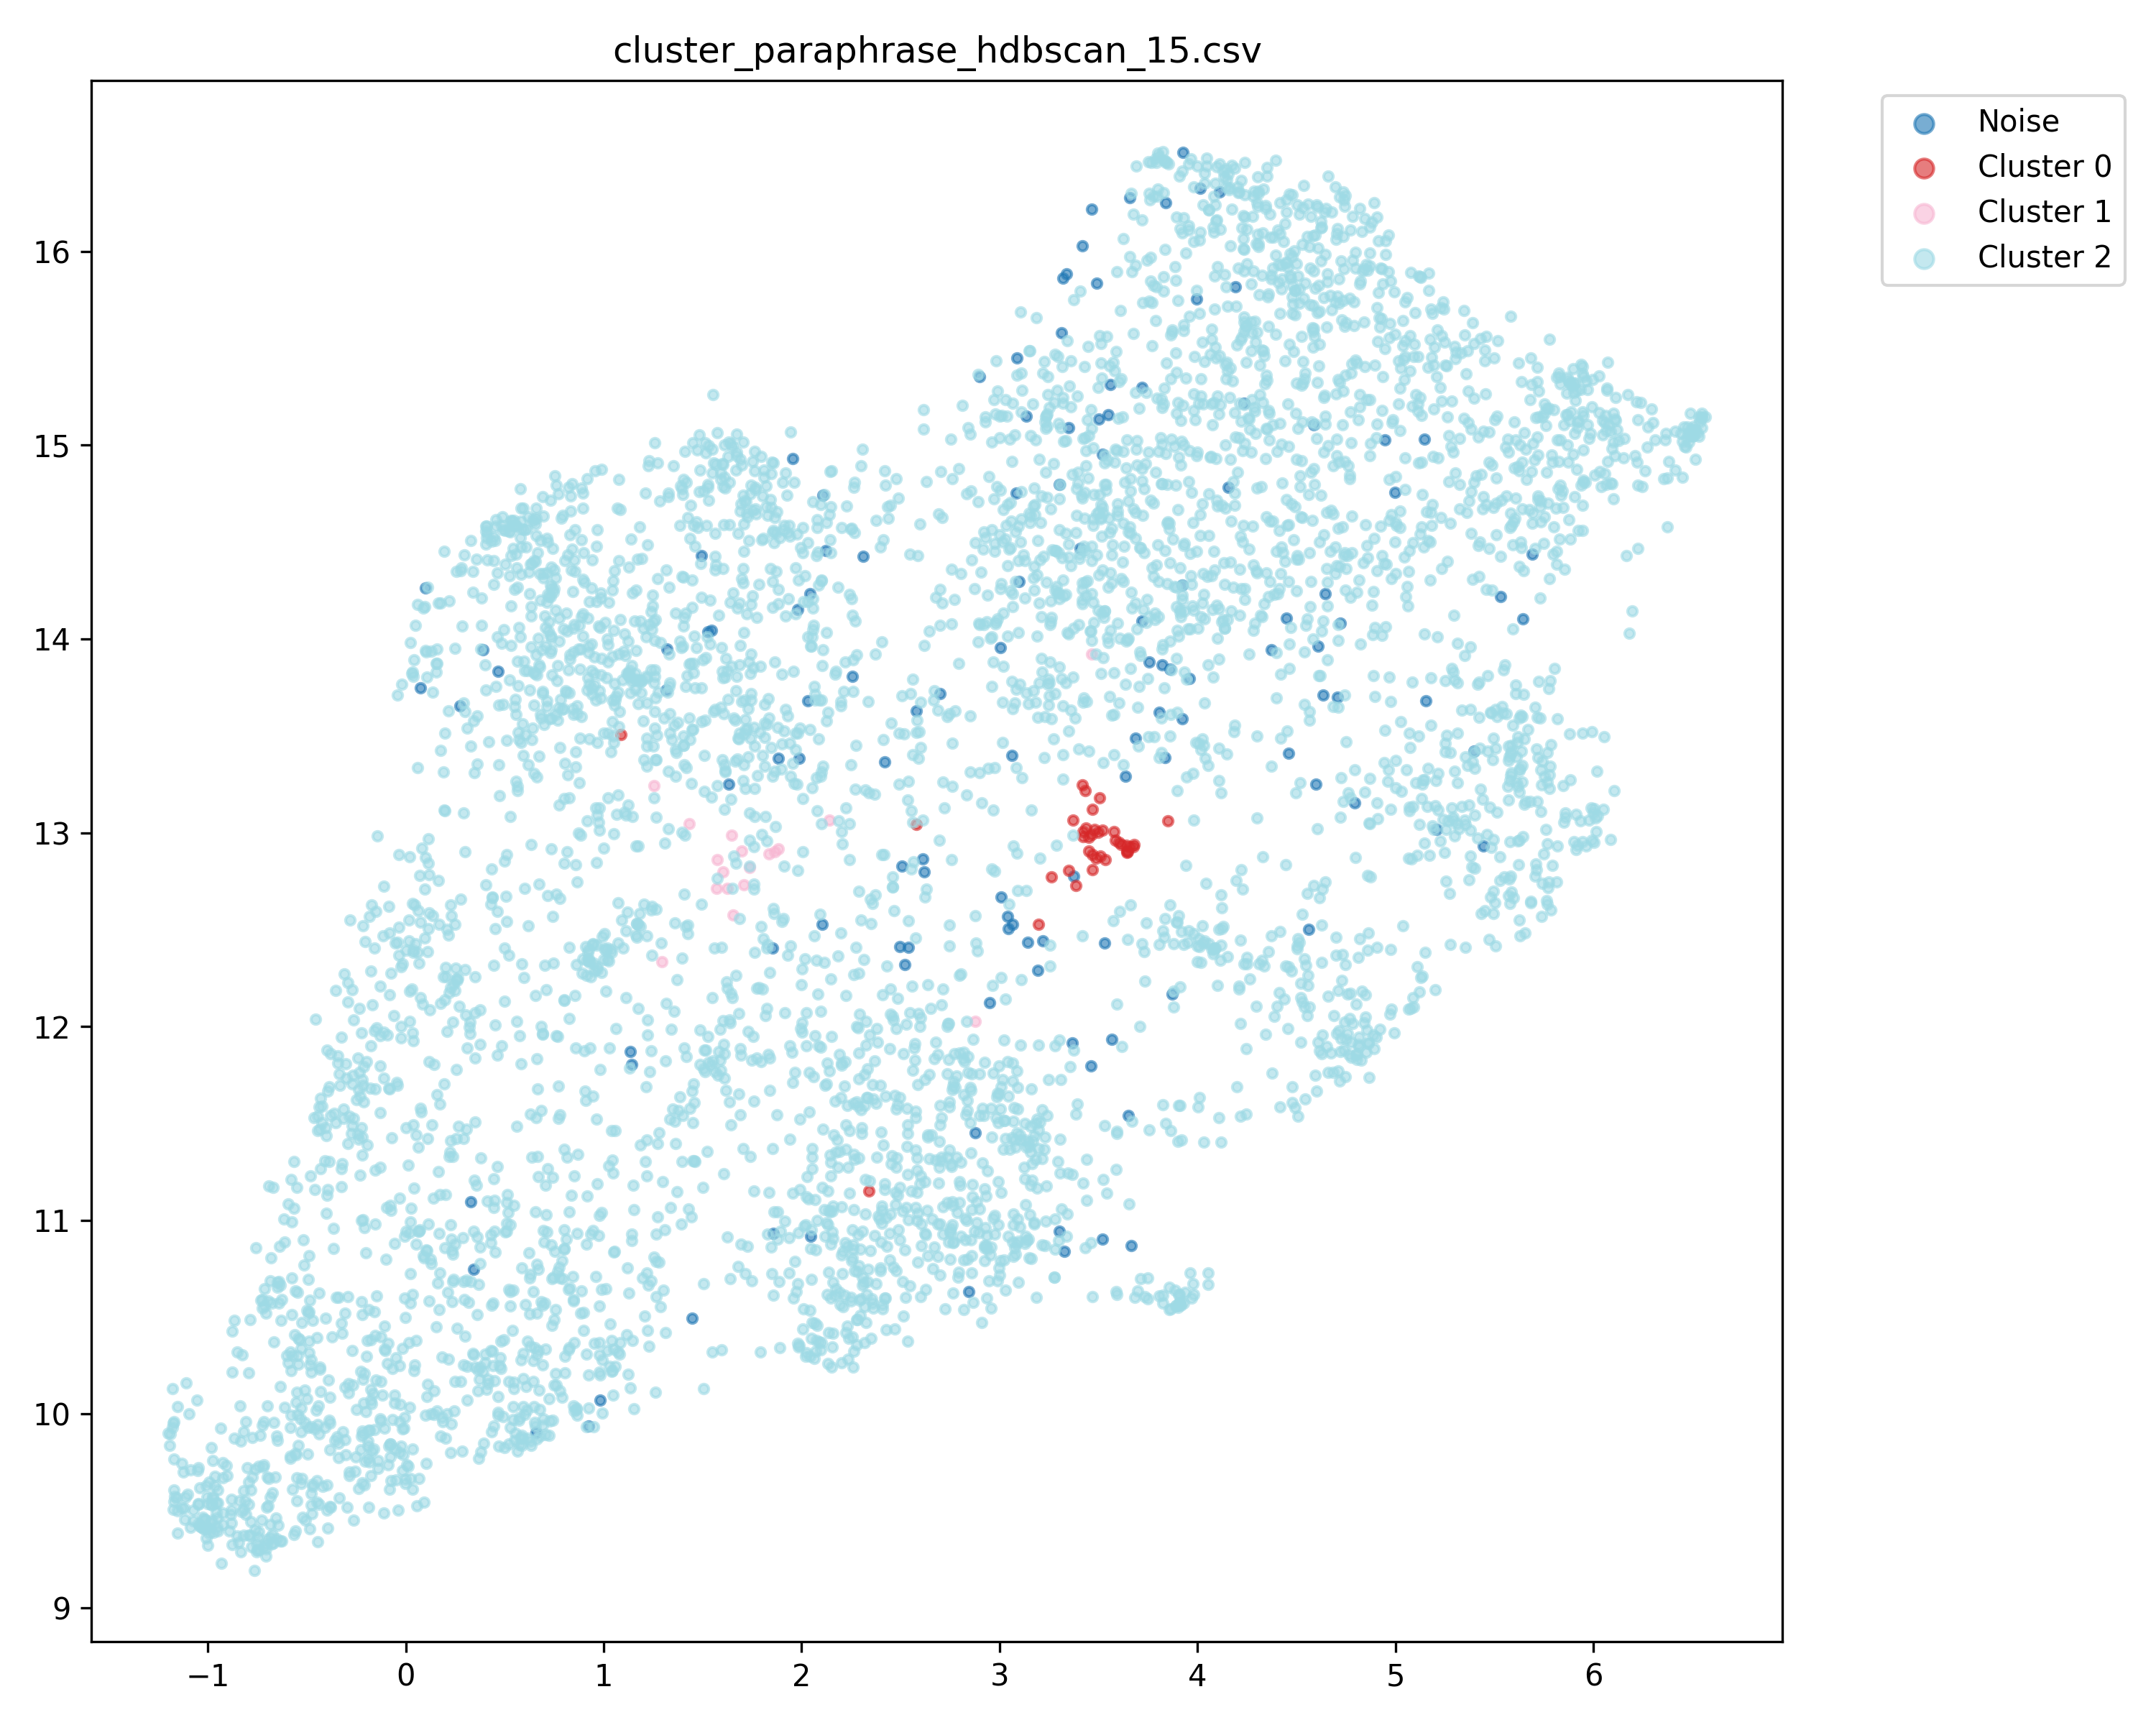 cluster_paraphrase_hdbscan_15.csv
Noise
Cluster 0
Cluster 1
Cluster 2
16
15
14
13
12
11
10
9
−1 0 1 2 3 4 5 6